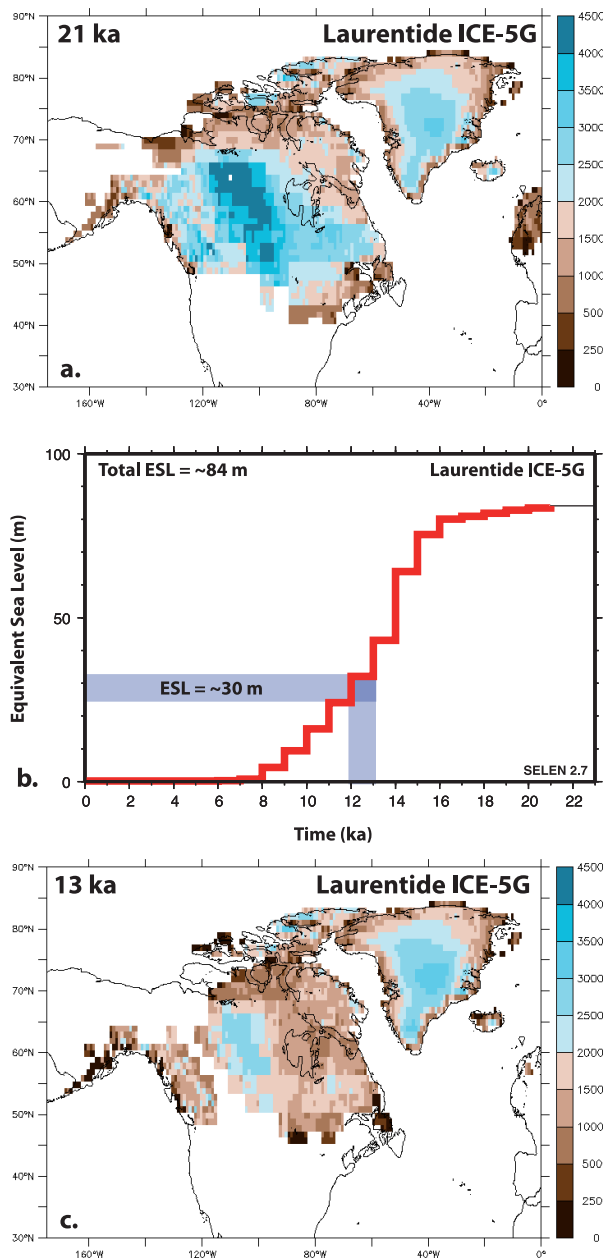 21 ka Laurentide ICE-5G
90°N
80°N
70°N
60°N
50°N
40°N
30°N
a.
160°W 120°W 80°W 40°W 0°
4500
4000
3500
3000
2500
2000
1500
1000
500
250
0
Total ESL = ~84 m Laurentide ICE-5G
Equivalent Sea Level (m)
100
50
0
ESL = ~30 m
SELEN 2.7
b.
0 2 4 6 8 10 12 14 16 18 20 22
Time (ka)
13 ka Laurentide ICE-5G
90°N
80°N
70°N
60°N
50°N
40°N
30°N
c.
160°W 120°W 80°W 40°W 0°
4500
4000
3500
3000
2500
2000
1500
1000
500
250
0